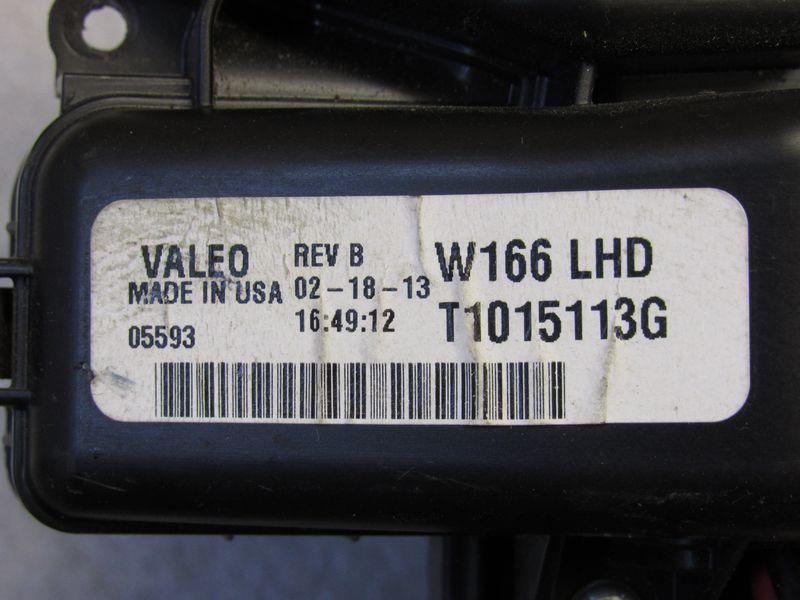 VALEO
MADE IN USA
05593
REV B
02-18-13
16:49:12
W166 LHD
T1015113G